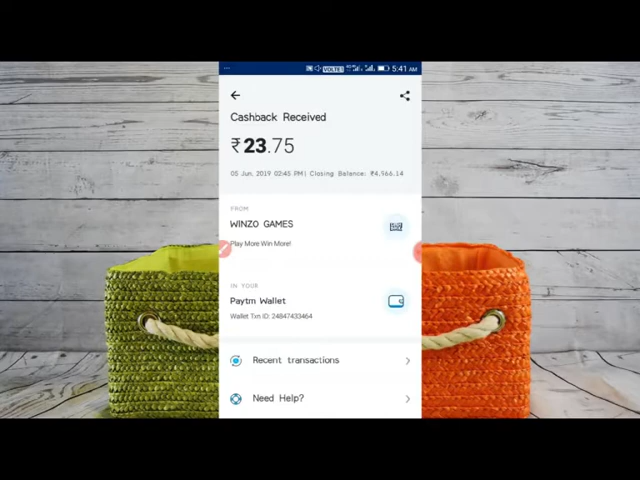 VOLTE 5:41 AM
Cashback Received
₹23.75
05 Jun, 2019 02:45 PM | Closing Balance: ₹4,966.14
FROM
WINZO GAMES
Play More Win More!
IN YOUR
Paytm Wallet
Wallet Txn ID: 24847433464
Recent transactions
Need Help?